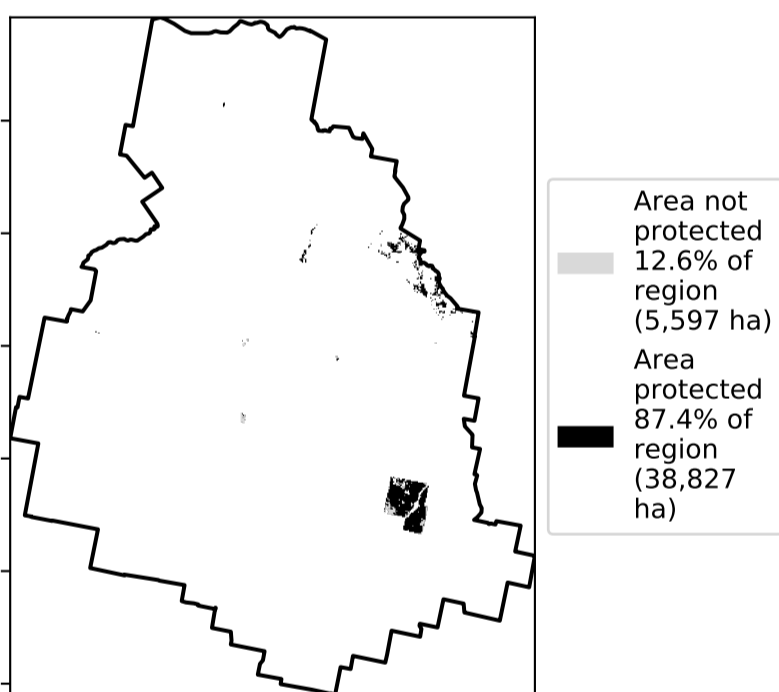 Area not
protected
12.6% of
region
(5,597 ha)
Area
protected
87.4% of
region
(38,827
ha)